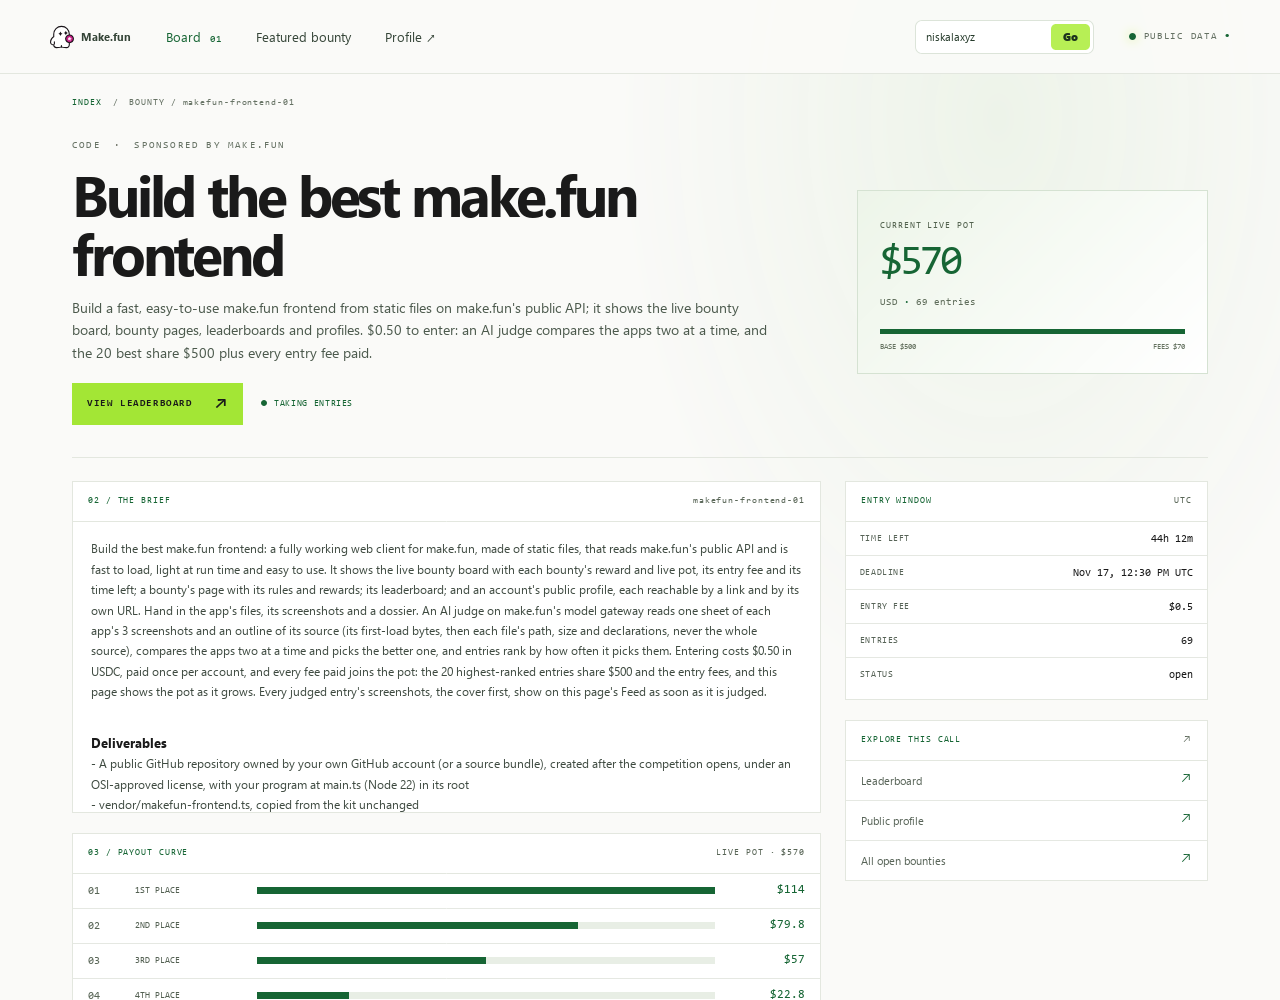 Make.fun
Board 01
Featured bounty
Profile ↗
niskalaxyz
Go
PUBLIC DATA •
INDEX / BOUNTY / makefun-frontend-01
CODE · SPONSORED BY MAKE.FUN
Build the best make.fun
frontend
Build a fast, easy-to-use make.fun frontend from static files on make.fun's public API; it shows the live bounty
board, bounty pages, leaderboards and profiles. $0.50 to enter: an AI judge compares the apps two at a time, and
the 20 best share $500 plus every entry fee paid.
VIEW LEADERBOARD
TAKING ENTRIES
CURRENT LIVE POT
$570
USD • 69 entries
BASE $500
FEES $70
02 / THE BRIEF
makefun-frontend-01
Build the best make.fun frontend: a fully working web client for make.fun, made of static files, that reads make.fun's public API and is
fast to load, light at run time and easy to use. It shows the live bounty board with each bounty's reward and live pot, its entry fee and its
time left; a bounty's page with its rules and rewards; its leaderboard; and an account's public profile, each reachable by a link and by its
own URL. Hand in the app's files, its screenshots and a dossier. An AI judge on make.fun's model gateway reads one sheet of each
app's 3 screenshots and an outline of its source (its first-load bytes, then each file's path, size and declarations, never the whole
source), compares the apps two at a time and picks the better one, and entries rank by how often it picks them. Entering costs $0.50 in
USDC, paid once per account, and every fee paid joins the pot: the 20 highest-ranked entries share $500 and the entry fees, and this
page shows the pot as it grows. Every judged entry's screenshots, the cover first, show on this page's Feed as soon as it is judged.
Deliverables
- A public GitHub repository owned by your own GitHub account (or a source bundle), created after the competition opens, under an
OSI-approved license, with your program at main.ts (Node 22) in its root
- vendor/makefun-frontend.ts, copied from the kit unchanged
03 / PAYOUT CURVE
LIVE POT · $570
01 1ST PLACE $114
02 2ND PLACE $79.8
03 3RD PLACE $57
04 4TH PLACE $22.8
ENTRY WINDOW
UTC
TIME LEFT 44h 12m
DEADLINE Nov 17, 12:30 PM UTC
ENTRY FEE $0.5
ENTRIES 69
STATUS open
EXPLORE THIS CALL ↗
Leaderboard ↗
Public profile ↗
All open bounties ↗